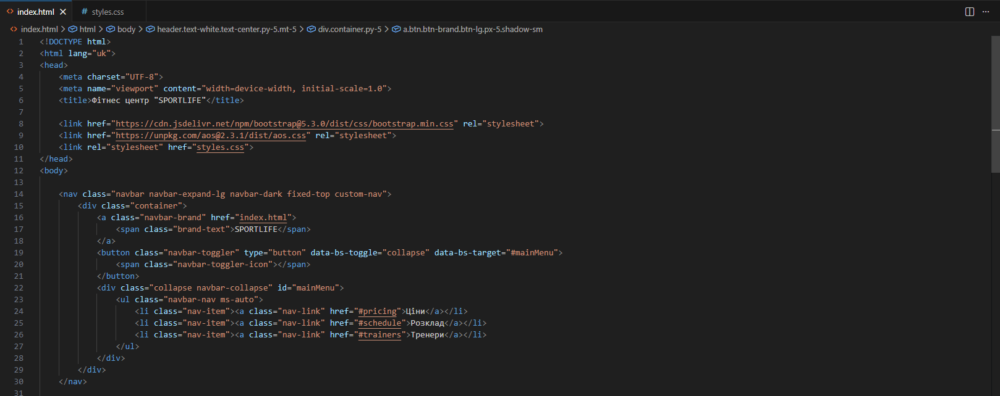 index.html styles.css
index.html > html > body > header.text-white.text-center.py-5.mt-5 > div.container.py-5 > a.btn.btn-brand.btn-lg.px-5.shadow-sm
1 <!DOCTYPE html>
2 <html lang="uk">
3 <head>
4 <meta charset="UTF-8">
5 <meta name="viewport" content="width=device-width, initial-scale=1.0">
6 <title>Фітнес центр "SPORTLIFE"</title>
7
8 <link href="https://cdn.jsdelivr.net/npm/bootstrap@5.3.0/dist/css/bootstrap.min.css" rel="stylesheet">
9 <link href="https://unpkg.com/aos@2.3.1/dist/aos.css" rel="stylesheet">
10 <link rel="stylesheet" href="styles.css">
11 </head>
12 <body>
13
14 <nav class="navbar navbar-expand-lg navbar-dark fixed-top custom-nav">
15 <div class="container">
16 <a class="navbar-brand" href="index.html">
17 <span class="brand-text">SPORTLIFE</span>
18 </a>
19 <button class="navbar-toggler" type="button" data-bs-toggle="collapse" data-bs-target="#mainMenu">
20 <span class="navbar-toggler-icon"></span>
21 </button>
22 <div class="collapse navbar-collapse" id="mainMenu">
23 <ul class="navbar-nav ms-auto">
24 <li class="nav-item"><a class="nav-link" href="#pricing">Ціни</a></li>
25 <li class="nav-item"><a class="nav-link" href="#schedule">Розклад</a></li>
26 <li class="nav-item"><a class="nav-link" href="#trainers">Тренери</a></li>
27 </ul>
28 </div>
29 </div>
30 </nav>
31